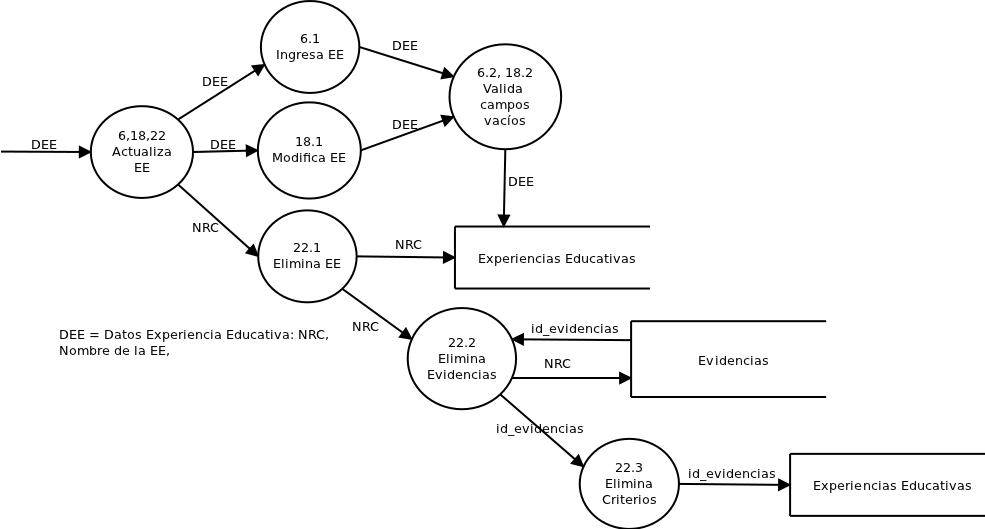 6.1
Ingresa EE
DEE
6.2, 18.2
Valida
campos
vacíos
DEE
DEE
6,18,22
Actualiza
EE
DEE
18.1
Modifica EE
DEE
DEE
NRC
22.1
Elimina EE
NRC
Experiencias Educativas
DEE = Datos Experiencia Educativa: NRC,
Nombre de la EE,
NRC
22.2
Elimina
Evidencias
id_evidencias
NRC
Evidencias
id_evidencias
22.3
Elimina
Criterios
id_evidencias
Experiencias Educativas